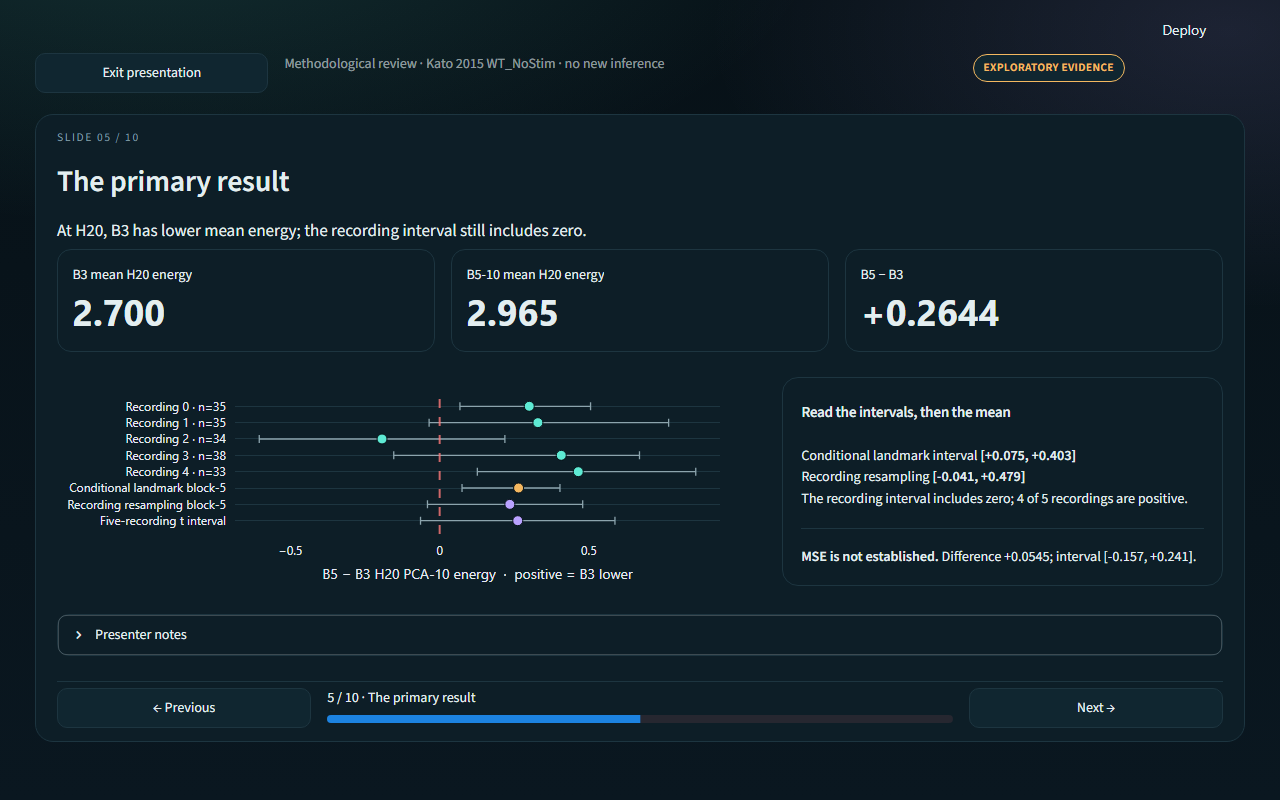 Deploy
Exit presentation
Methodological review · Kato 2015 WT_NoStim · no new inference
EXPLORATORY EVIDENCE
SLIDE 05 / 10
The primary result
At H20, B3 has lower mean energy; the recording interval still includes zero.
B3 mean H20 energy
2.700
B5-10 mean H20 energy
2.965
B5 − B3
+0.2644
Recording 0 · n=35
Recording 1 · n=35
Recording 2 · n=34
Recording 3 · n=38
Recording 4 · n=33
Conditional landmark block-5
Recording resampling block-5
Five-recording t interval
−0.5
0
0.5
B5 − B3 H20 PCA-10 energy · positive = B3 lower
Read the intervals, then the mean
Conditional landmark interval [+0.075, +0.403]
Recording resampling [-0.041, +0.479]
The recording interval includes zero; 4 of 5 recordings are positive.
MSE is not established. Difference +0.0545; interval [-0.157, +0.241].
Presenter notes
← Previous
5 / 10 · The primary result
Next →